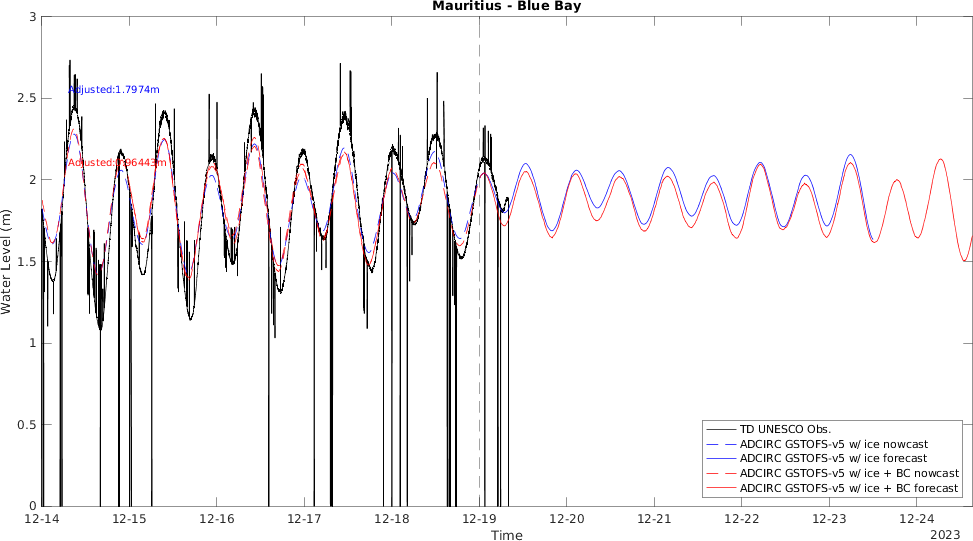 Mauritius - Blue Bay
Water Level (m)
3
2.5
2
1.5
1
0.5
0
Adjusted:1.7974m
12-14
12-15
12-16
12-17
12-18
12-19
12-20
12-21
12-22
12-23
12-24
Time
2023
TD UNESCO Obs.
ADCIRC GSTOFS-v5 w/ ice nowcast
ADCIRC GSTOFS-v5 w/ ice forecast
ADCIRC GSTOFS-v5 w/ ice + BC nowcast
ADCIRC GSTOFS-v5 w/ ice + BC forecast